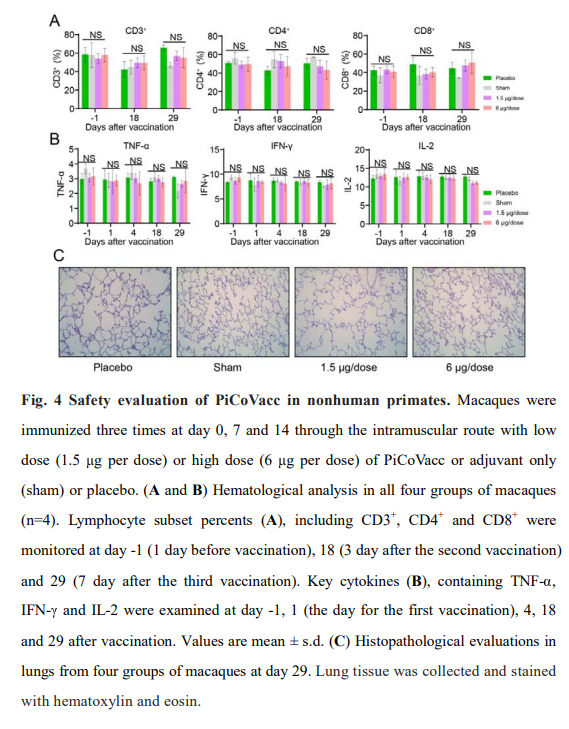 A
CD3⁺
CD4⁺
CD8⁺
CD3⁺ (%)
80
60
40
20
0
NS
NS
NS
-1
18
29
Days after vaccination
CD4⁺ (%)
80
60
40
20
0
NS
NS
NS
-1
18
29
Days after vaccination
CD8⁺ (%)
80
60
40
20
0
NS
NS
NS
-1
18
29
Days after vaccination
Placebo
Sham
1.5 μg/dose
6 μg/dose
B
TNF-α
IFN-γ
IL-2
TNF-α
5
4
3
2
1
0
NS
NS
NS
NS
NS
-1
1
4
18
29
Days after vaccination
IFN-γ
15
10
5
0
NS
NS
NS
NS
NS
-1
1
4
18
29
Days after vaccination
IL-2
20
15
10
5
0
NS
NS
NS
NS
NS
-1
1
4
18
29
Days after vaccination
Placebo
Sham
1.5 μg/dose
6 μg/dose
C
Placebo
Sham
1.5 μg/dose
6 μg/dose
Fig. 4 Safety evaluation of PiCoVacc in nonhuman primates. Macaques were
immunized three times at day 0, 7 and 14 through the intramuscular route with low
dose (1.5 μg per dose) or high dose (6 μg per dose) of PiCoVacc or adjuvant only
(sham) or placebo. (A and B) Hematological analysis in all four groups of macaques
(n=4). Lymphocyte subset percents (A), including CD3⁺, CD4⁺ and CD8⁺ were
monitored at day -1 (1 day before vaccination), 18 (3 day after the second vaccination)
and 29 (7 day after the third vaccination). Key cytokines (B), containing TNF-α,
IFN-γ and IL-2 were examined at day -1, 1 (the day for the first vaccination), 4, 18
and 29 after vaccination. Values are mean ± s.d. (C) Histopathological evaluations in
lungs from four groups of macaques at day 29. Lung tissue was collected and stained
with hematoxylin and eosin.